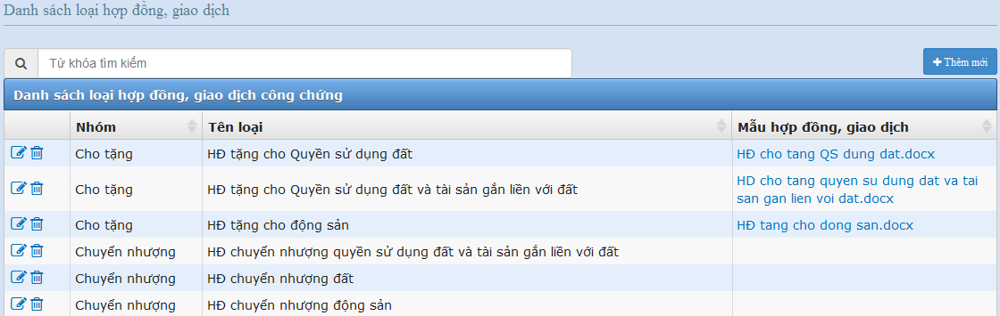 Danh sách loại hợp đồng, giao dịch
Từ khóa tìm kiếm
Thêm mới
Danh sách loại hợp đồng, giao dịch công chứng
Nhóm Tên loại Mẫu hợp đồng, giao dịch
Cho tặng HĐ tặng cho Quyền sử dụng đất HĐ cho tang QS dung dat.docx
Cho tặng HĐ tặng cho Quyền sử dụng đất và tài sản gắn liền với đất HD cho tang quyen su dung dat va tai
san gan lien voi dat.docx
Cho tặng HĐ tặng cho động sản HĐ tang cho dong san.docx
Chuyển nhượng HĐ chuyển nhượng quyền sử dụng đất và tài sản gắn liền với đất
Chuyển nhượng HĐ chuyển nhượng đất
Chuyển nhượng HĐ chuyển nhượng động sản